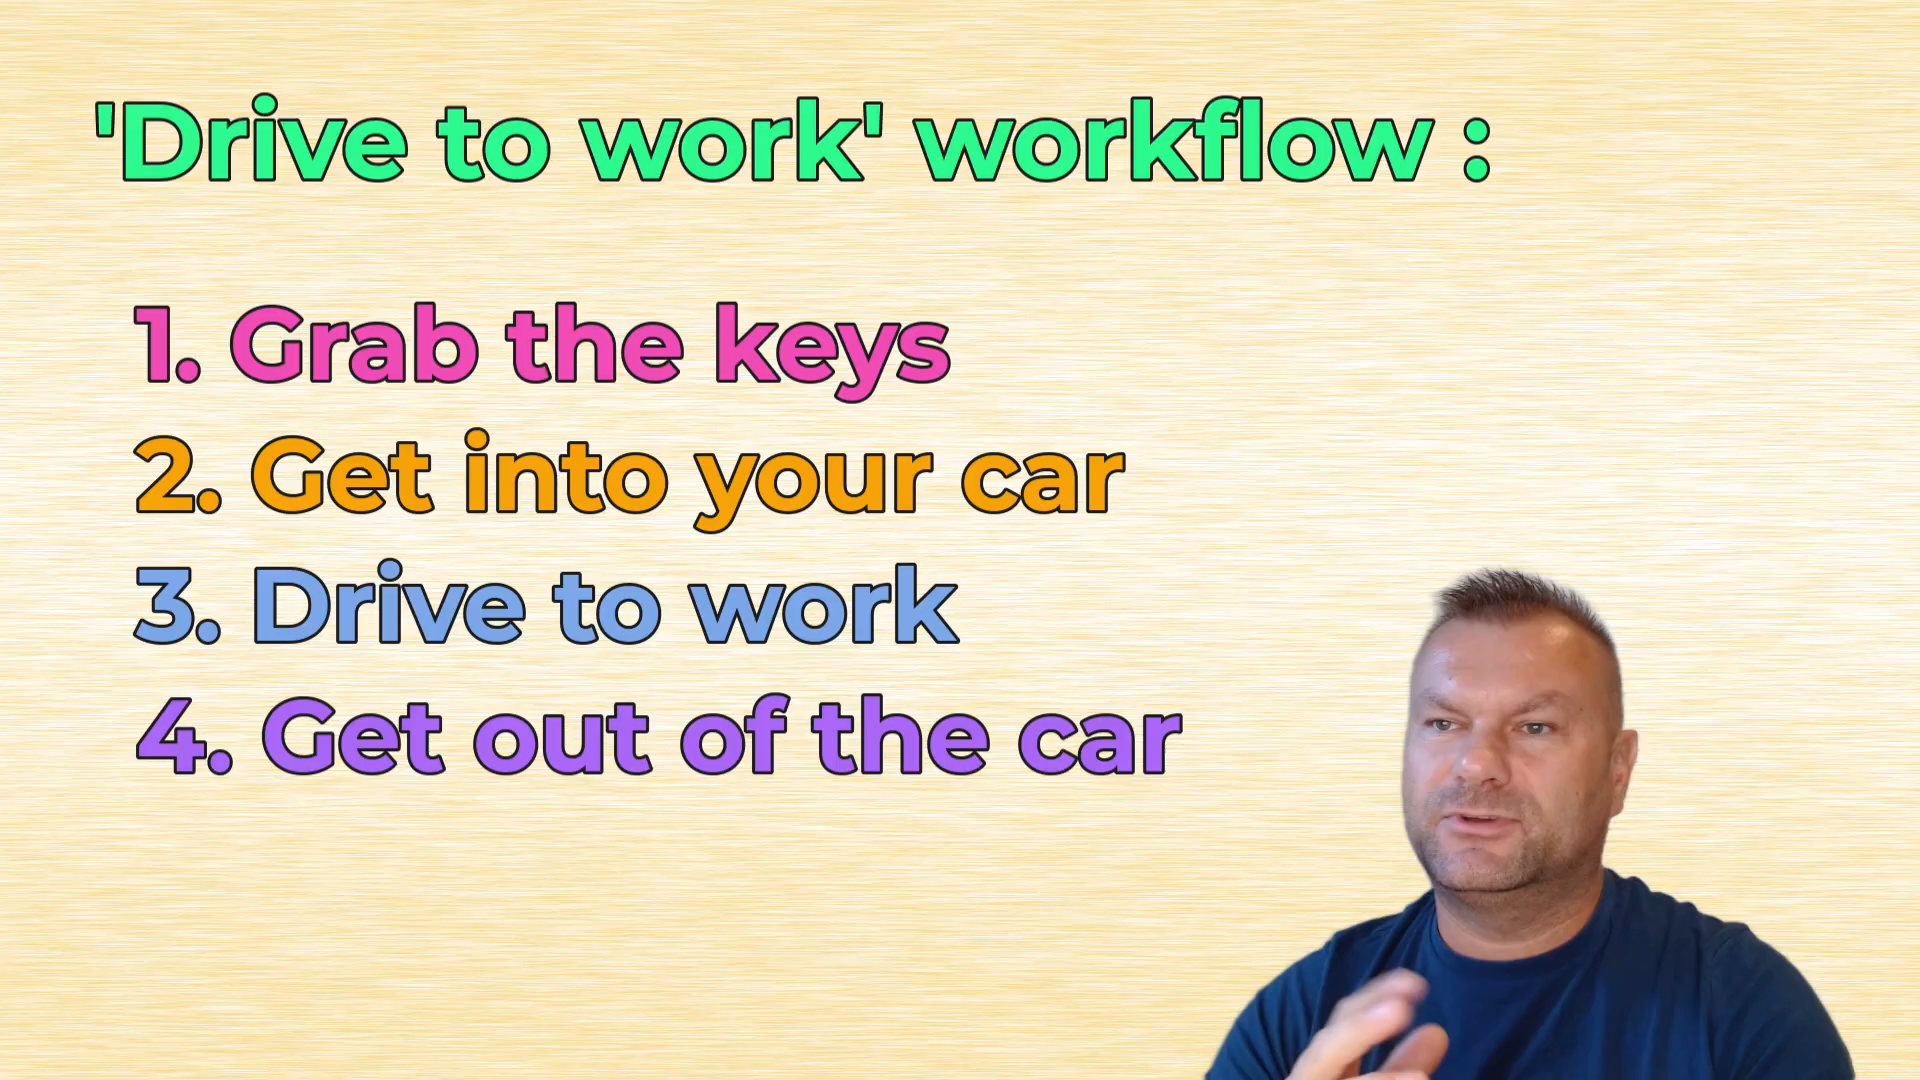 'Drive to work' workflow :
1. Grab the keys
2. Get into your car
3. Drive to work
4. Get out of the car